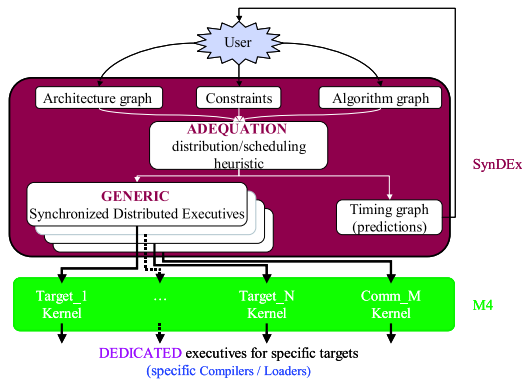 User
Architecture graph
Constraints
Algorithm graph
ADEQUATION
distribution/scheduling
heuristic
SynDEx
GENERIC
Synchronized Distributed Executives
Timing graph
(predictions)
Target_1
Kernel
...
Target_N
Kernel
Comm_M
Kernel
M4
DEDICATED executives for specific targets
(specific Compilers / Loaders)